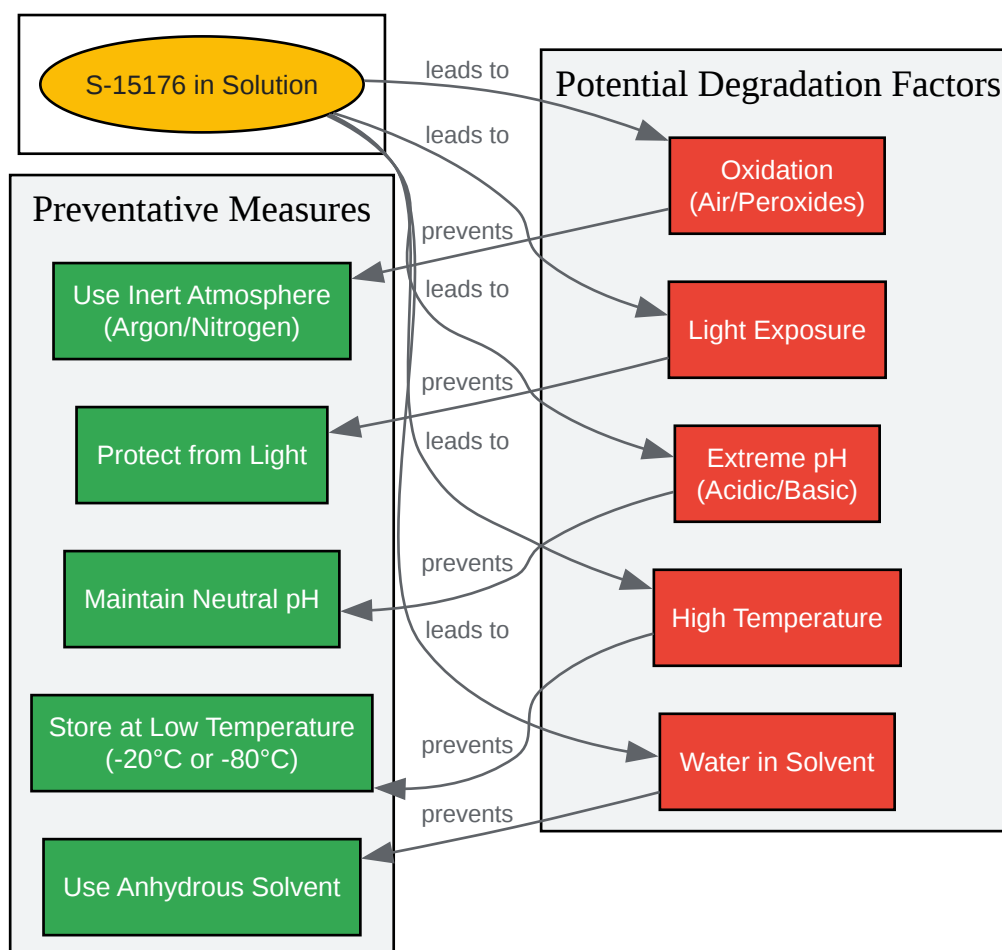 S-15176 in Solution
Preventative Measures
Use Inert Atmosphere
(Argon/Nitrogen)
Protect from Light
Maintain Neutral pH
Store at Low Temperature
(-20°C or -80°C)
Use Anhydrous Solvent
leads to
leads to
prevents
leads to
prevents
leads to
prevents
leads to
prevents
prevents
Potential Degradation Factors
Oxidation
(Air/Peroxides)
Light Exposure
Extreme pH
(Acidic/Basic)
High Temperature
Water in Solvent